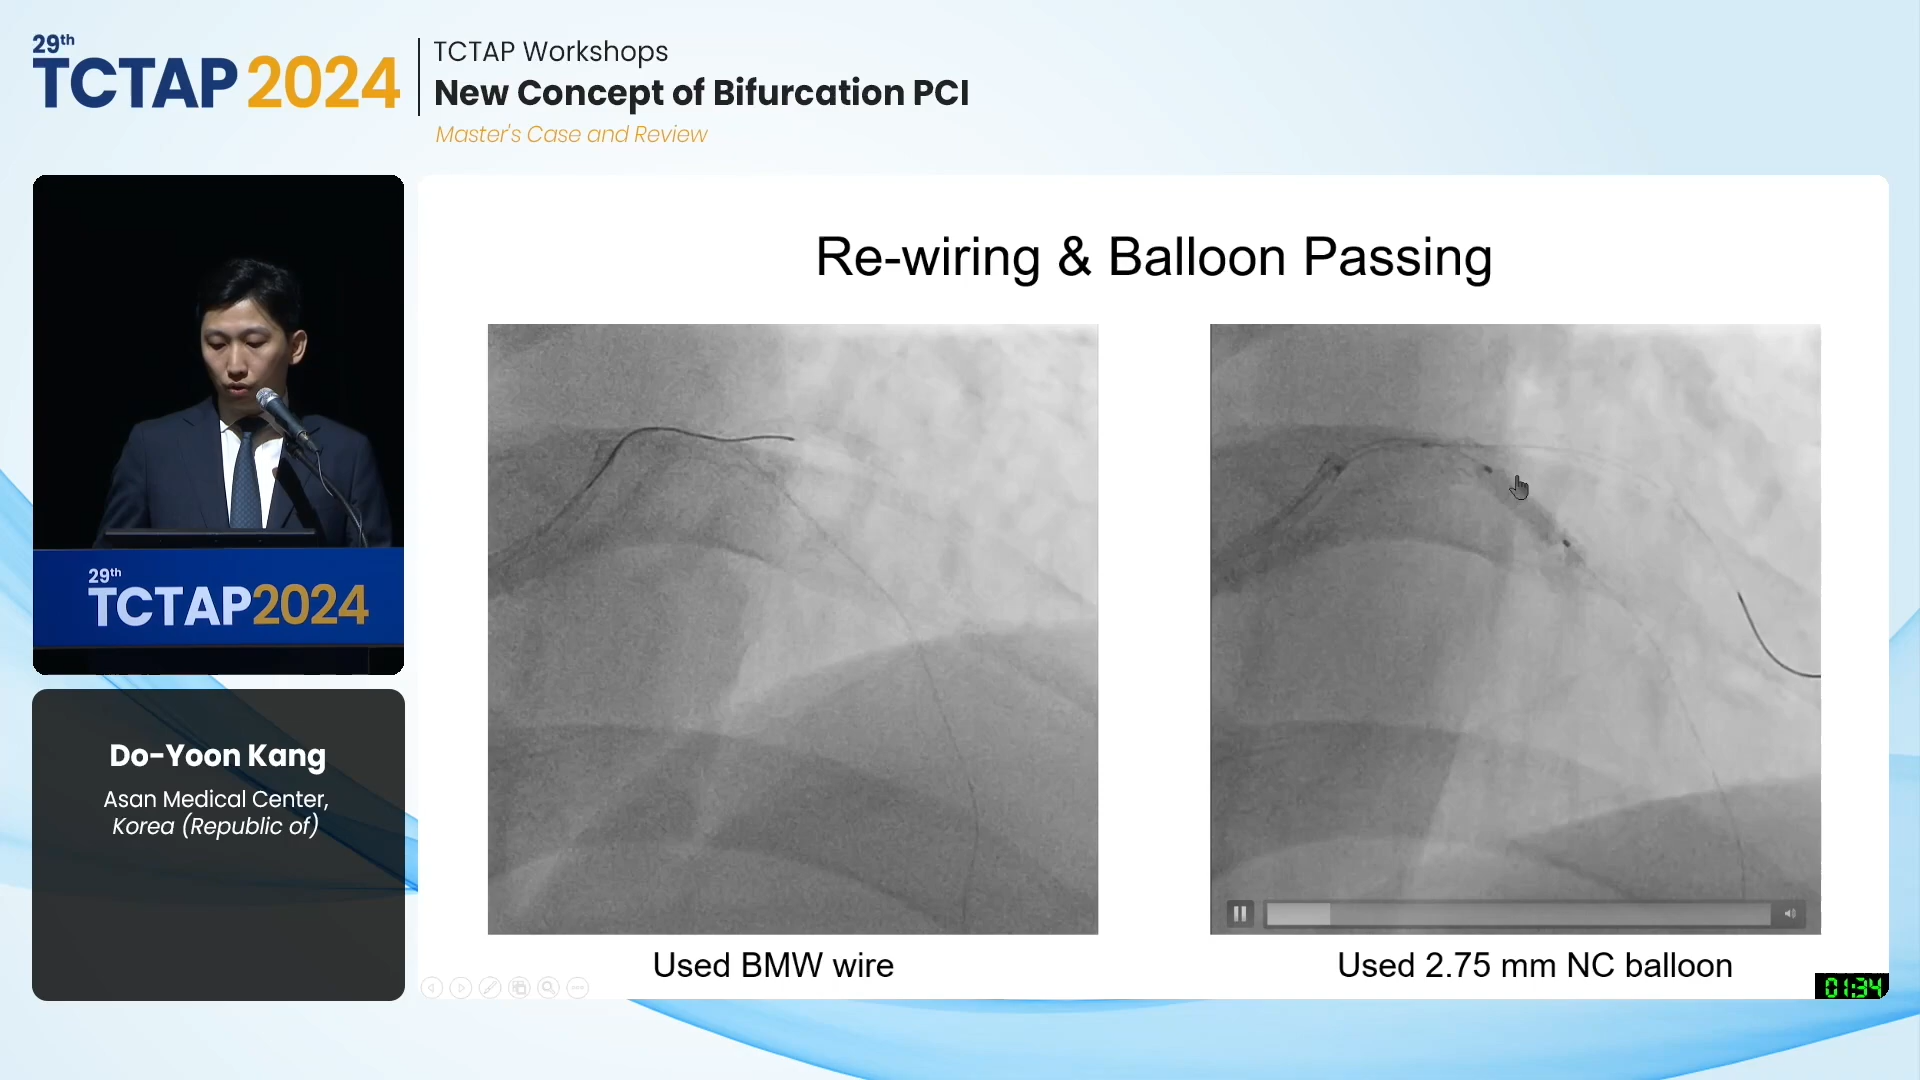 29th
TCTAP 2024
TCTAP Workshops
New Concept of Bifurcation PCI
Master's Case and Review
29th
TCTAP2024
Do-Yoon Kang
Asan Medical Center,
Korea (Republic of)
Re-wiring & Balloon Passing
Used BMW wire
Used 2.75 mm NC balloon
01:34